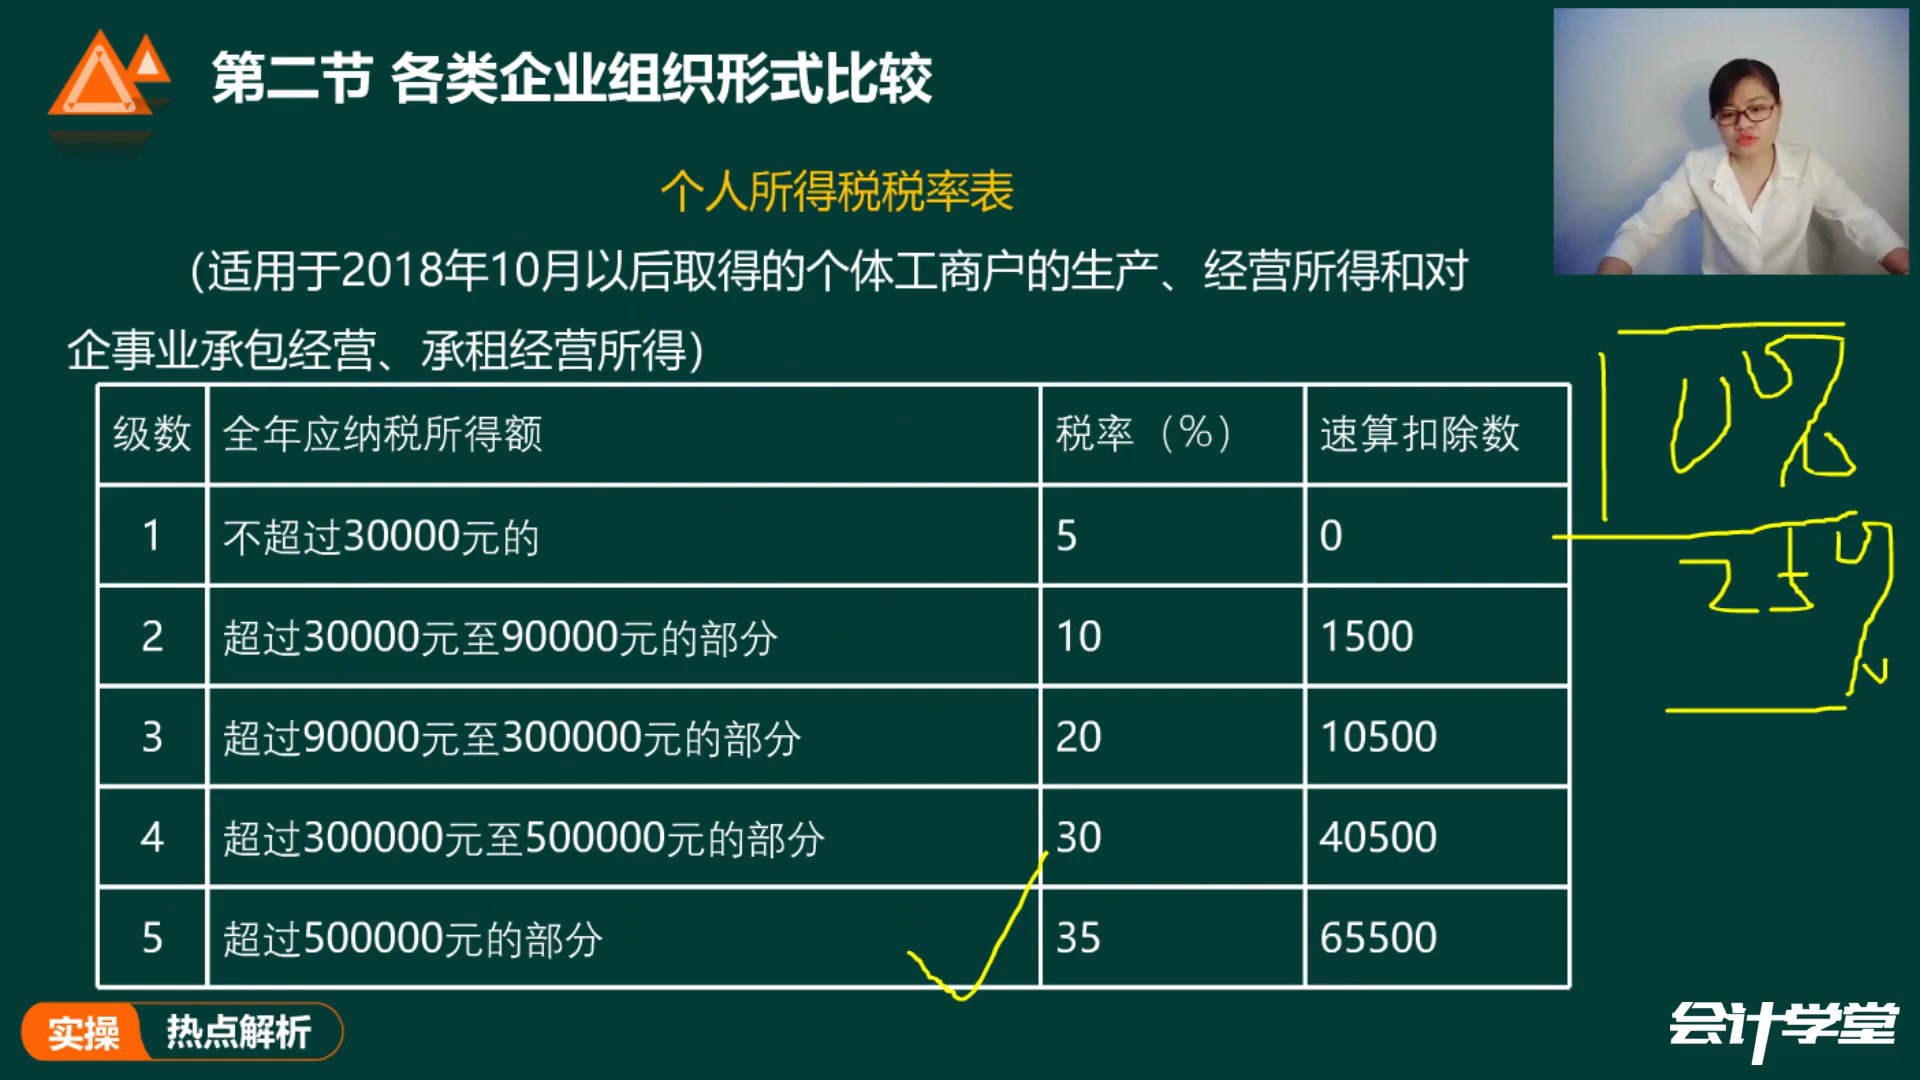 第二节 各类企业组织形式比较
个人所得税税率表
（适用于2018年10月以后取得的个体工商户的生产、经营所得和对
企事业承包经营、承租经营所得）
级数 全年应纳税所得额 税率（%） 速算扣除数
1 不超过30000元的 5 0
2 超过30000元至90000元的部分 10 1500
3 超过90000元至300000元的部分 20 10500
4 超过300000元至500000元的部分 30 40500
5 超过500000元的部分 35 65500
25%
实操 热点解析
会计学堂